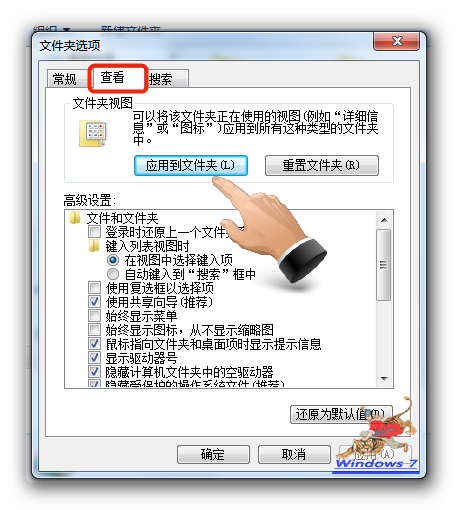 组织 新建文件夹
文件夹选项
常规 查看 搜索
文件夹视图
可以将该文件夹正在使用的视图(例如“详细信
息”或“图标”)应用到所有这种类型的文件夹
中。
应用到文件夹(L) 重置文件夹(R)
高级设置:
文件和文件夹
登录时还原上一个文件
键入列表视图时
在视图中选择键入项
自动键入到“搜索”框中
使用复选框以选择项
使用共享向导(推荐)
始终显示菜单
始终显示图标，从不显示缩略图
鼠标指向文件夹和桌面项时显示提示信息
显示驱动器号
隐藏计算机文件夹中的空驱动器
隐藏受保护的操作系统文件(推荐)
还原为默认值(D)
确定 取消 应用(A)
Windows 7